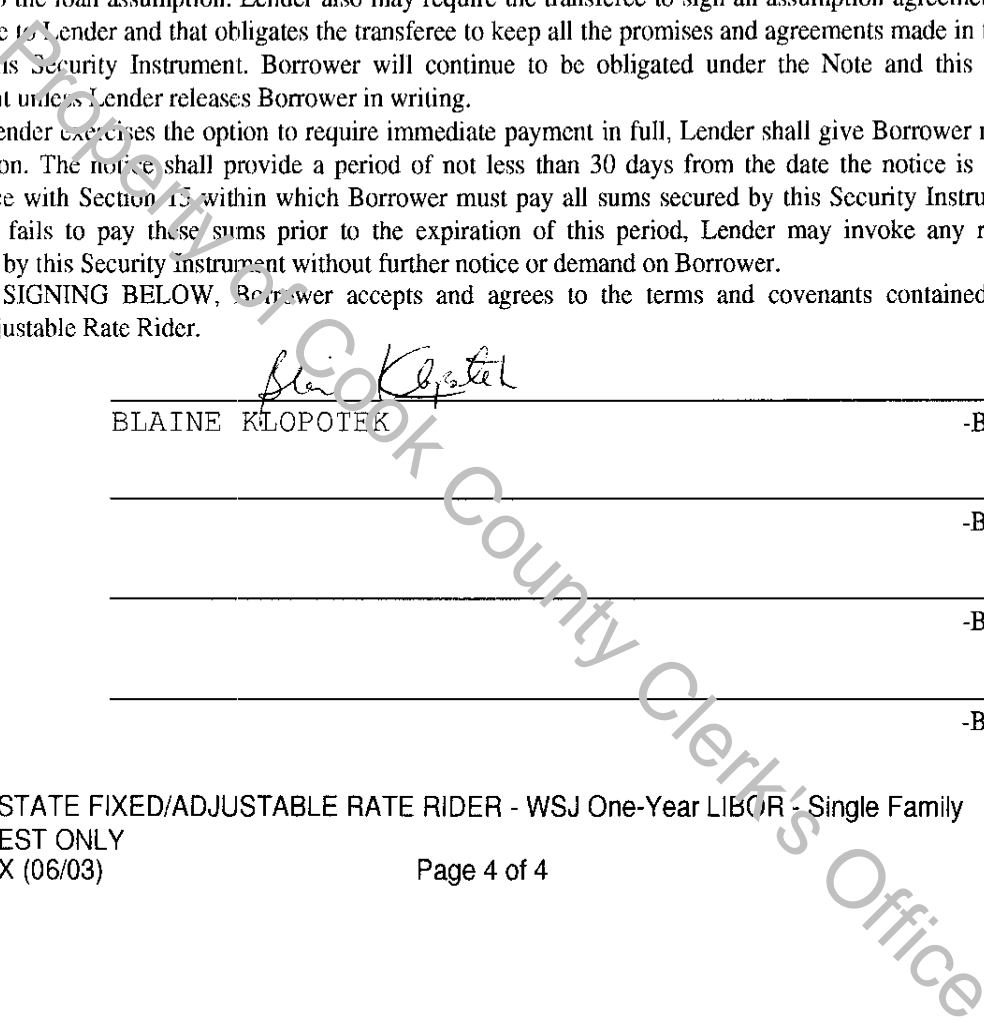 the loan assumption. Lender also may require the transferee to sign an assumption
to Lender and that obligates the transferee to keep all the promises and agreements made in
is Security Instrument. Borrower will continue to be obligated under the Note and this
t unless Lender releases Borrower in writing.
ender exercises the option to require immediate payment in full, Lender shall give Borrower
on. The notice shall provide a period of not less than 30 days from the date the notice is
e with Section 15 within which Borrower must pay all sums secured by this Security Instru
fails to pay these sums prior to the expiration of this period, Lender may invoke any
by this Security Instrument without further notice or demand on Borrower.
SIGNING BELOW, Borrower accepts and agrees to the terms and covenants contained
justable Rate Rider.
Blaine Klopotek
BLAINE KLOPOTEK -B
-B
-B
-B
STATE FIXED/ADJUSTABLE RATE RIDER - WSJ One-Year LIBOR - Single Family
EST ONLY
X (06/03) Page 4 of 4
Property of Cook County Clerk's Office